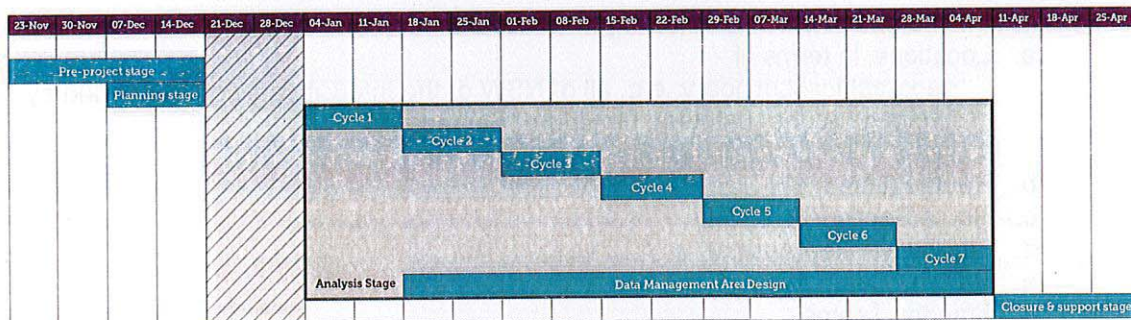 23-Nov 30-Nov 07-Dec 14-Dec 21-Dec 28-Dec 04-Jan 11-Jan 18-Jan 25-Jan 01-Feb 08-Feb 15-Feb 22-Feb 29-Feb 07-Mar 14-Mar 21-Mar 28-Mar 04-Apr 11-Apr 18-Apr 25-Apr
Pre-project stage
Planning stage
Cycle 1
Cycle 2
Cycle 3
Cycle 4
Cycle 5
Cycle 6
Cycle 7
Analysis Stage Data Management Area Design
Closure & support stage